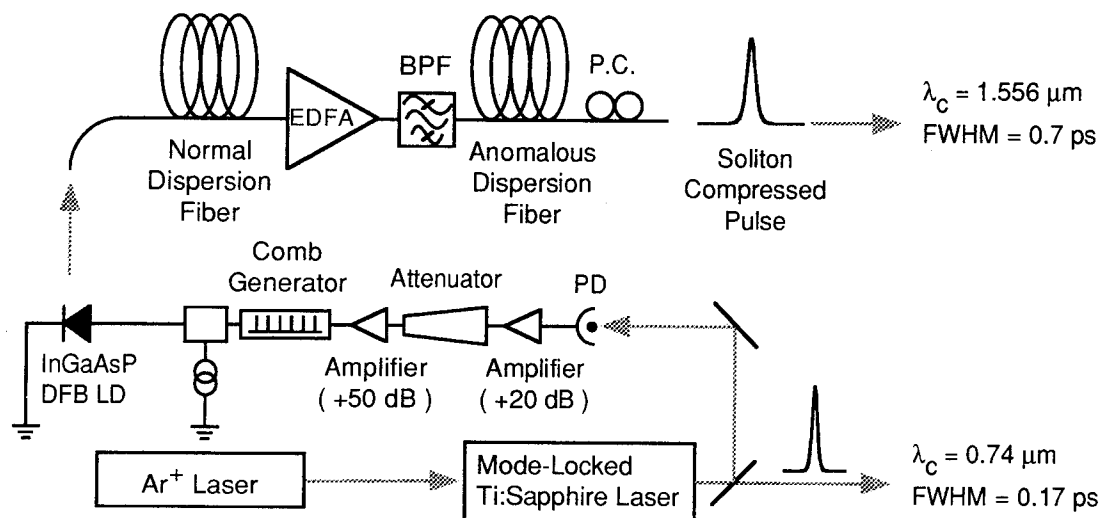 BPF
P.C.
EDFA
λc = 1.556 μm
FWHM = 0.7 ps
Normal
Dispersion
Fiber
Anomalous
Dispersion
Fiber
Soliton
Compressed
Pulse
Comb
Generator
Attenuator
PD
InGaAsP
DFB LD
Amplifier
( +50 dB )
Amplifier
( +20 dB )
Ar+ Laser
Mode-Locked
Ti:Sapphire Laser
λc = 0.74 μm
FWHM = 0.17 ps